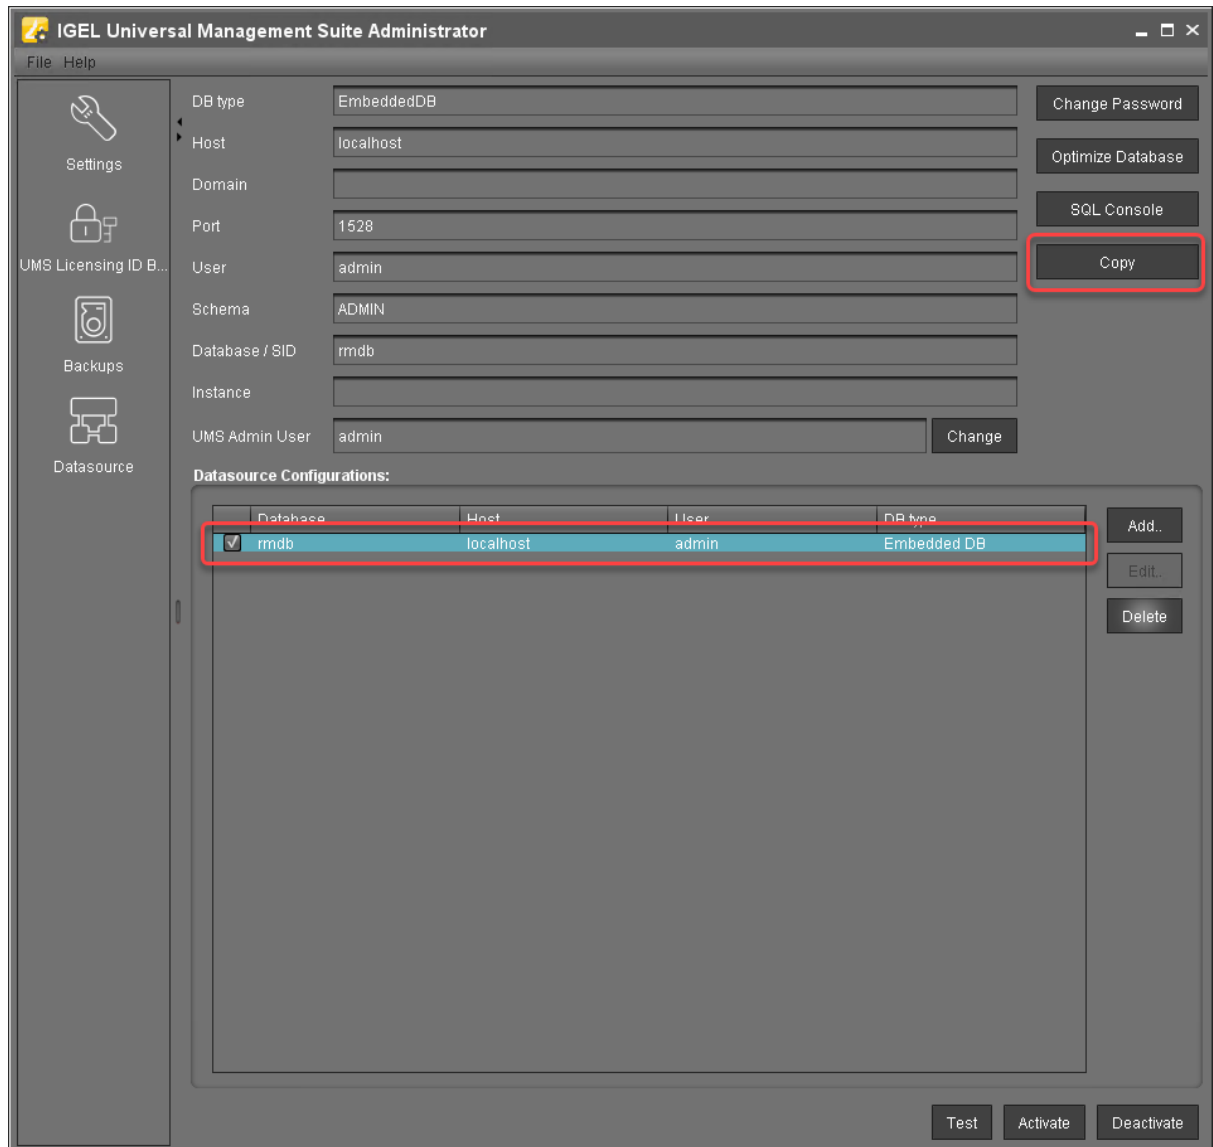 IGEL Universal Management Suite Administrator
File Help
Settings
UMS Licensing ID B...
Backups
Datasource
DB type EmbeddedDB
Host localhost
Domain
Port 1528
User admin
Schema ADMIN
Database / SID rmdb
Instance
UMS Admin User admin Change
Change Password
Optimize Database
SQL Console
Copy
Datasource Configurations:
Database Host User DB type
rmdb localhost admin Embedded DB
Add..
Edit..
Delete
Test Activate Deactivate